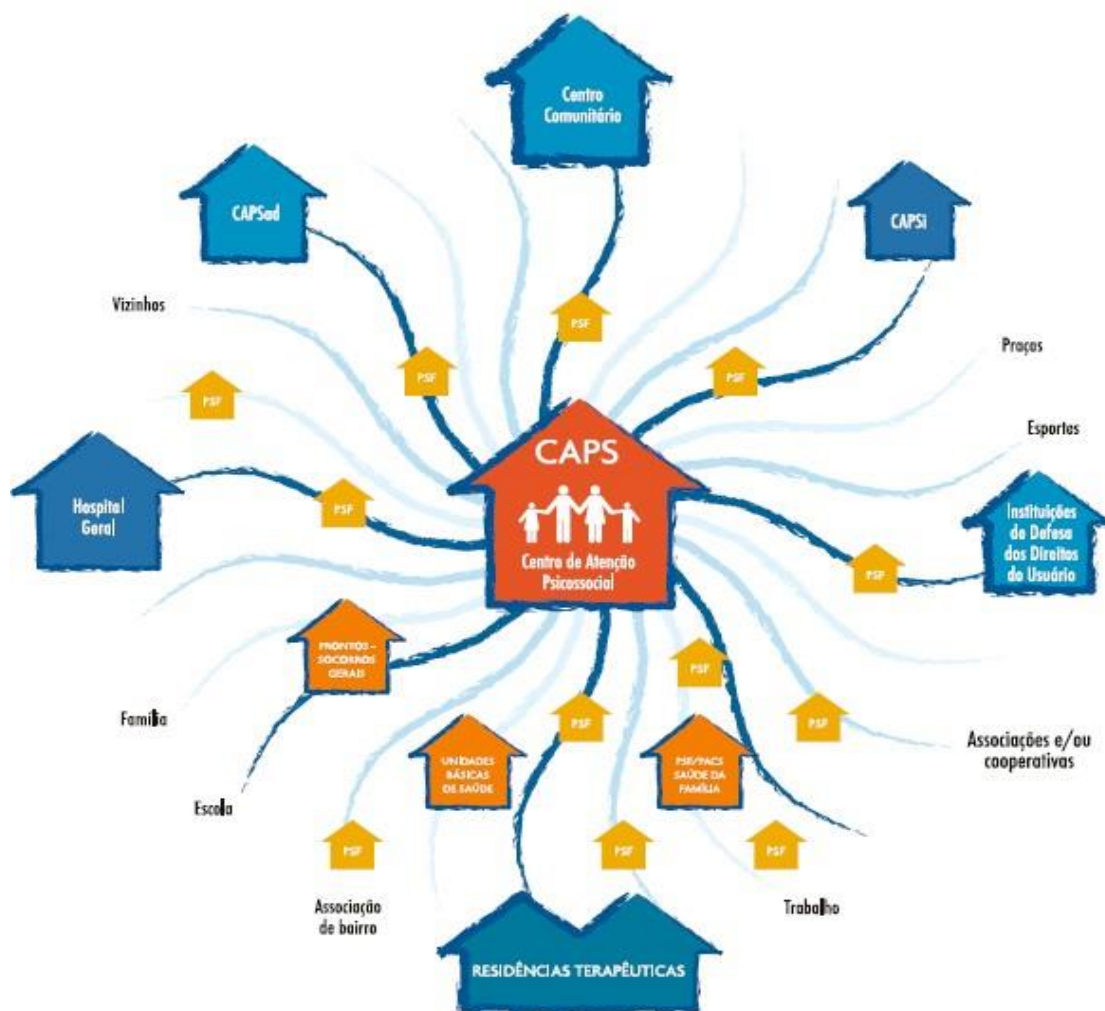 Centro
Comunitário
CAPSad
CAPSi
Vizinhos
PSF
PSF
PSF
Praças
PSF
Esportes
CAPS
Centro de Atenção
Psicossocial
Hospital
Geral
PSF
Instituições
de Defesa
dos Direitos
do Usuário
PSF
PRONTOS –
SOCORROS
GERAIS
PSF
Família
PSF
PSF
Associações e/ou
cooperativas
UNIDADES
BÁSICAS
DE SAÚDE
PSF/PACS
SAÚDE DA
FAMÍLIA
Escola
PSF
PSF
PSF
Associação
de bairro
Trabalho
RESIDÊNCIAS TERAPÊUTICAS